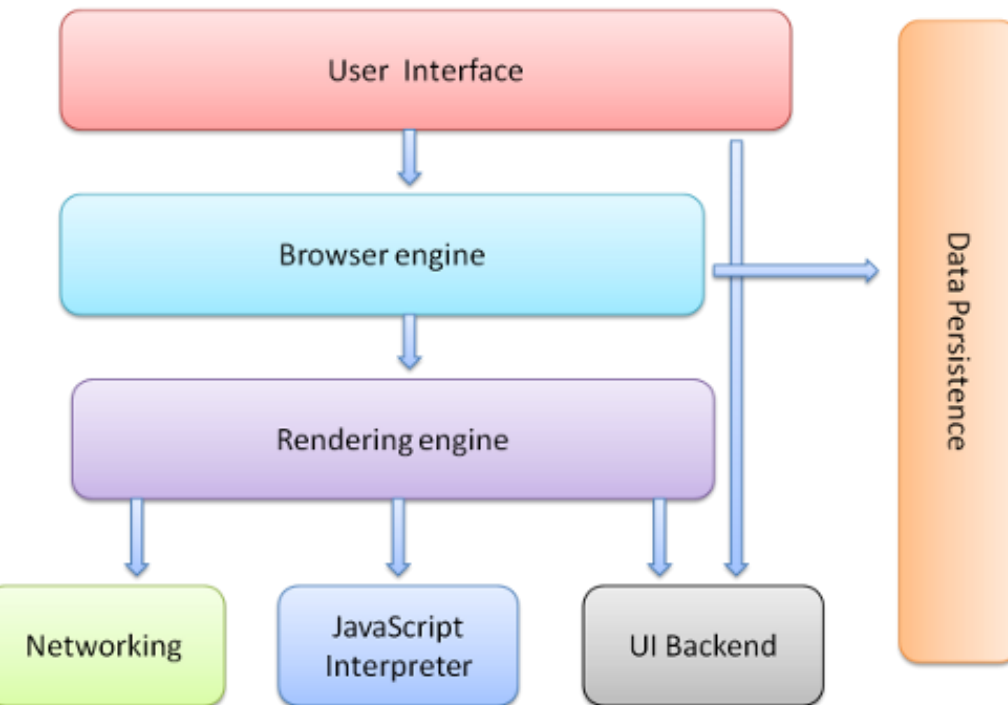 User Interface
Browser engine
Data Persistence
Rendering engine
Networking
JavaScript
Interpreter
UI Backend